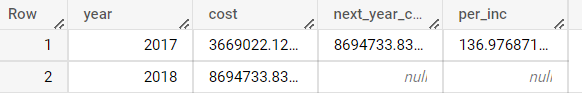 Row year cost next_year_c... per_inc
1 2017 3669022.12... 8694733.83... 136.976871...
2 2018 8694733.83... null null